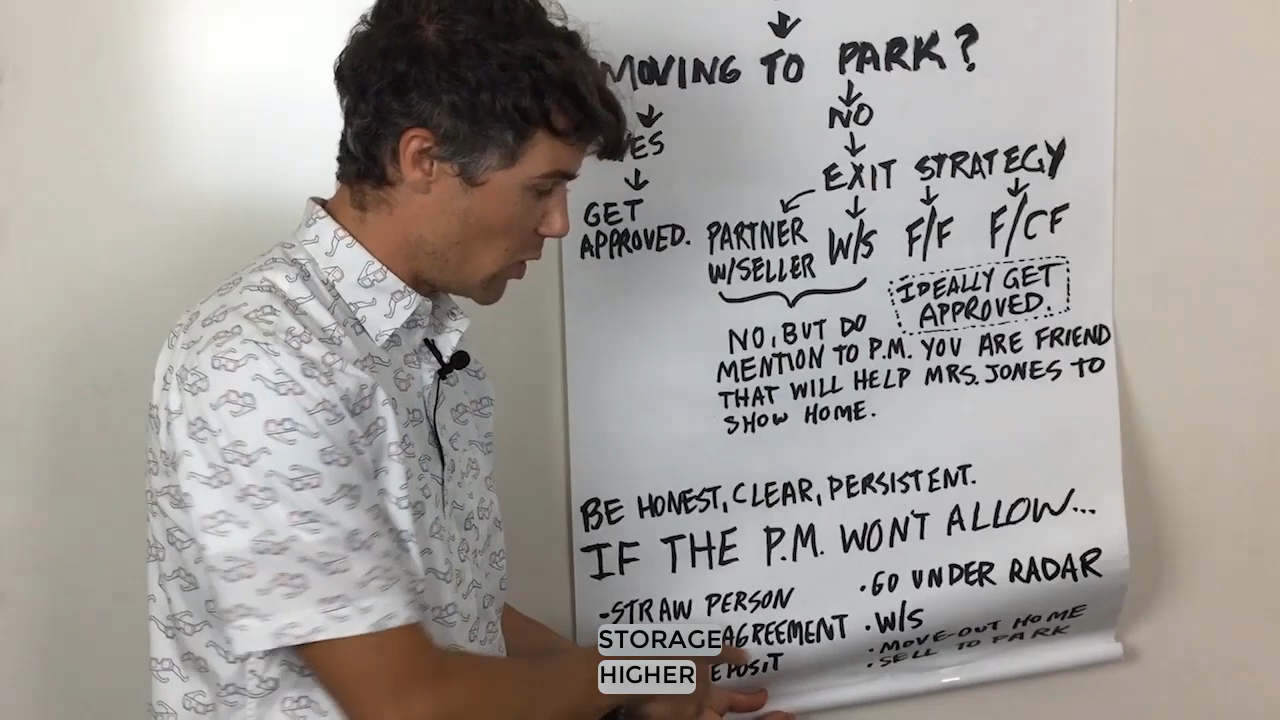 MOVING TO PARK?
YES
NO
GET
APPROVED.
EXIT STRATEGY
PARTNER
W/SELLER
W/S
F/F
F/CF
IDEALLY GET
APPROVED.
NO, BUT DO
MENTION TO P.M. YOU ARE FRIEND
THAT WILL HELP MRS. JONES TO
SHOW HOME.
BE HONEST, CLEAR, PERSISTENT.
IF THE P.M. WON'T ALLOW...
-STRAW PERSON
STORAGE AGREEMENT
HIGHER
• GO UNDER RADAR
• W/S
• MOVE-OUT HOME
• SELL TO PARK